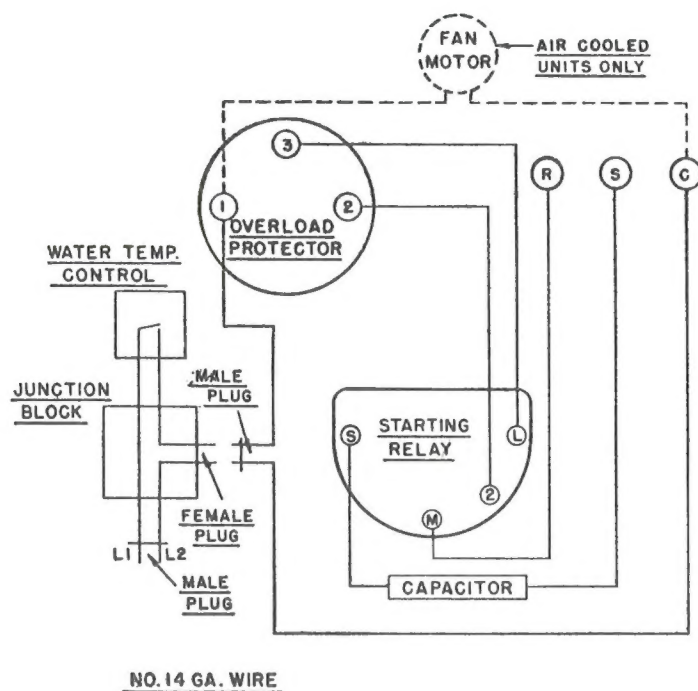 FAN
MOTOR
AIR COOLED
UNITS ONLY
3
R
S
C
1
2
OVERLOAD
PROTECTOR
WATER TEMP.
CONTROL
JUNCTION
BLOCK
MALE
PLUG
S
STARTING
RELAY
L
2
M
FEMALE
PLUG
L1
L2
MALE
PLUG
CAPACITOR
NO. 14 GA. WIRE